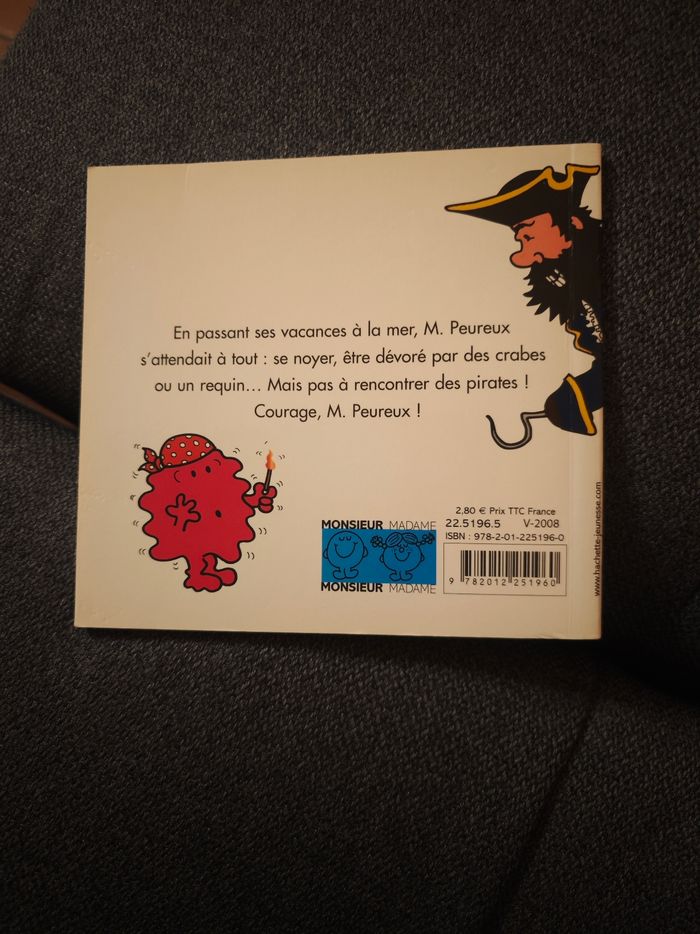 En passant ses vacances à la mer, M. Peureux
s'attendait à tout : se noyer, être dévoré par des crabes
ou un requin... Mais pas à rencontrer des pirates !
Courage, M. Peureux !
2,80 € Prix TTC France
22.5196.5 V-2008
ISBN : 978-2-01-225196-0
MONSIEUR MADAME
MONSIEUR MADAME
9 782012 251960
www.hachette-jeunesse.com